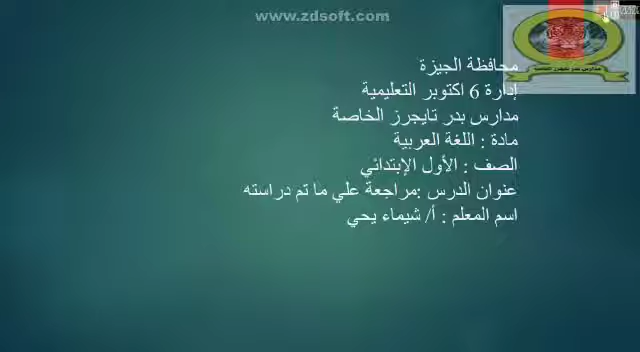 www.zdsoft.com
محافظة الجيزة
إدارة 6 اكتوبر التعليمية
مدارس بدر تايجرز الخاصة
مادة : اللغة العربية
الصف : الأول الإبتدائي
عنوان الدرس :مراجعة علي ما تم دراسته
اسم المعلم : أ/ شيماء يحي